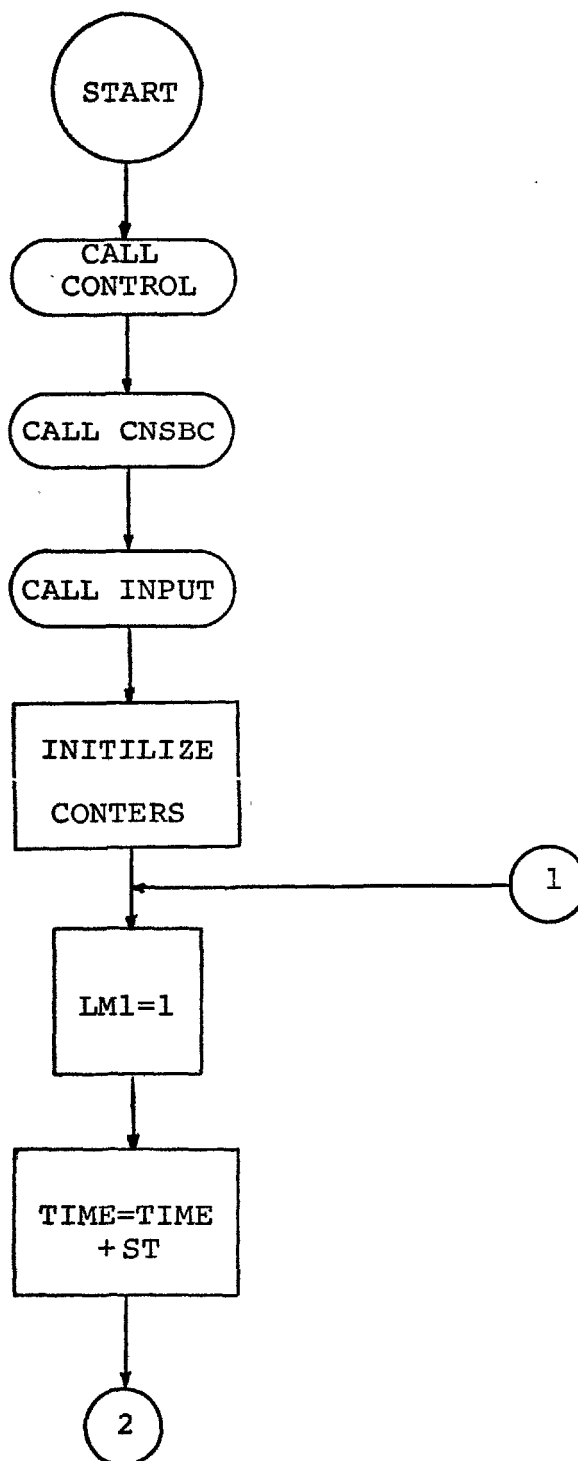 START
CALL
CONTROL
CALL CNSBC
CALL INPUT
INITILIZE
CONTERS
1
LM1=1
TIME=TIME
+ST
2